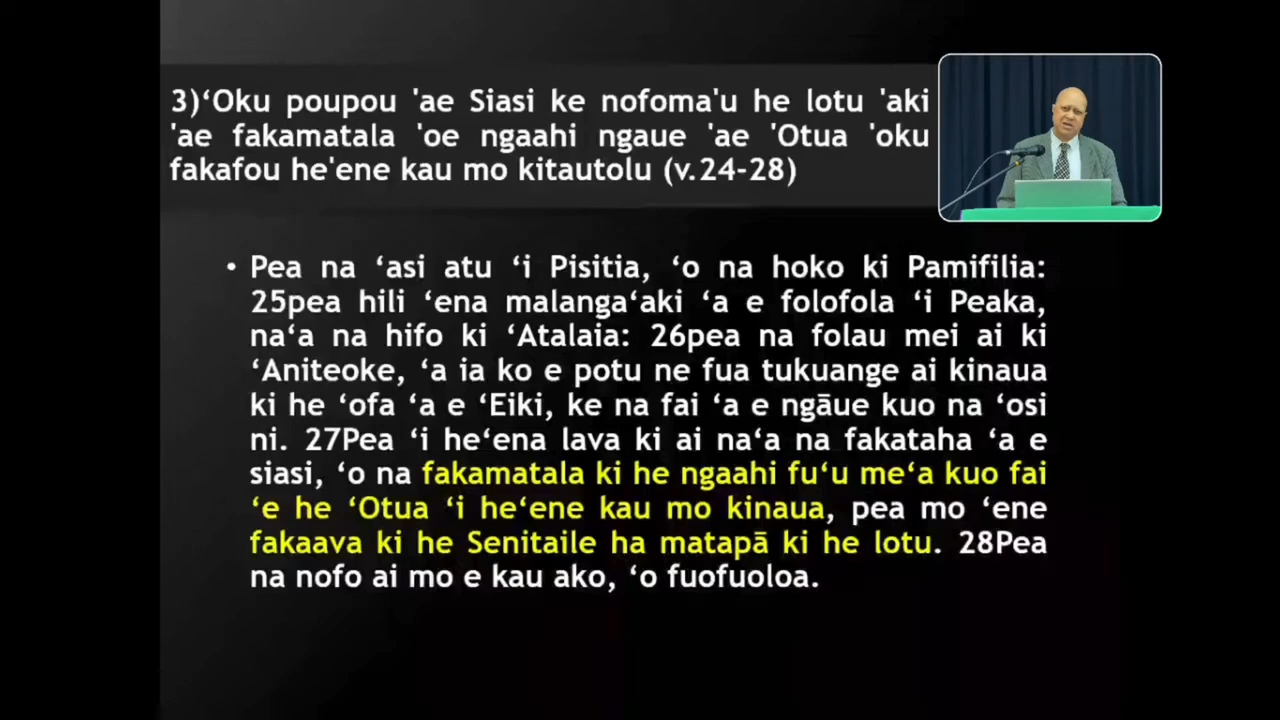 3)‘Oku poupou 'ae Siasi ke nofoma'u he lotu 'aki
'ae fakamatala 'oe ngaahi ngaue 'ae 'Otua 'oku
fakafou he'ene kau mo kitautolu (v.24-28)
• Pea na ‘asi atu ‘i Pisitia, ‘o na hoko ki Pamifilia:
25pea hili ‘ena malanga‘aki ‘a e folofola ‘i Peaka,
na‘a na hifo ki ‘Atalaia: 26pea na folau mei ai ki
‘Aniteoke, ‘a ia ko e potu ne fua tukuange ai kinaua
ki he ‘ofa ‘a e ‘Eiki, ke na fai ‘a e ngāue kuo na ‘osi
ni. 27Pea ‘i he‘ena lava ki ai na‘a na fakataha ‘a e
siasi, ‘o na fakamatala ki he ngaahi fu‘u me‘a kuo fai
‘e he ‘Otua ‘i he‘ene kau mo kinaua, pea mo ‘ene
fakaava ki he Senitaile ha matapā ki he lotu. 28Pea
na nofo ai mo e kau ako, ‘o fuofuoloa.